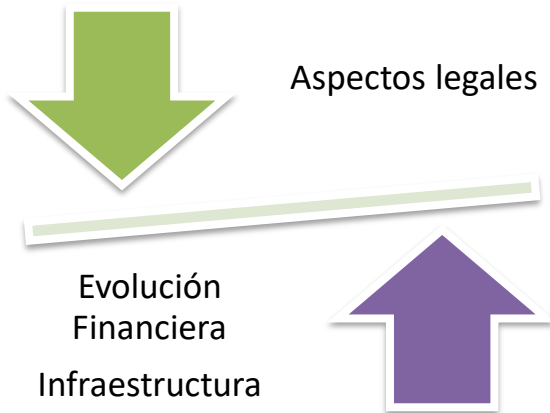 Aspectos legales
Evolución
Financiera
Infraestructura